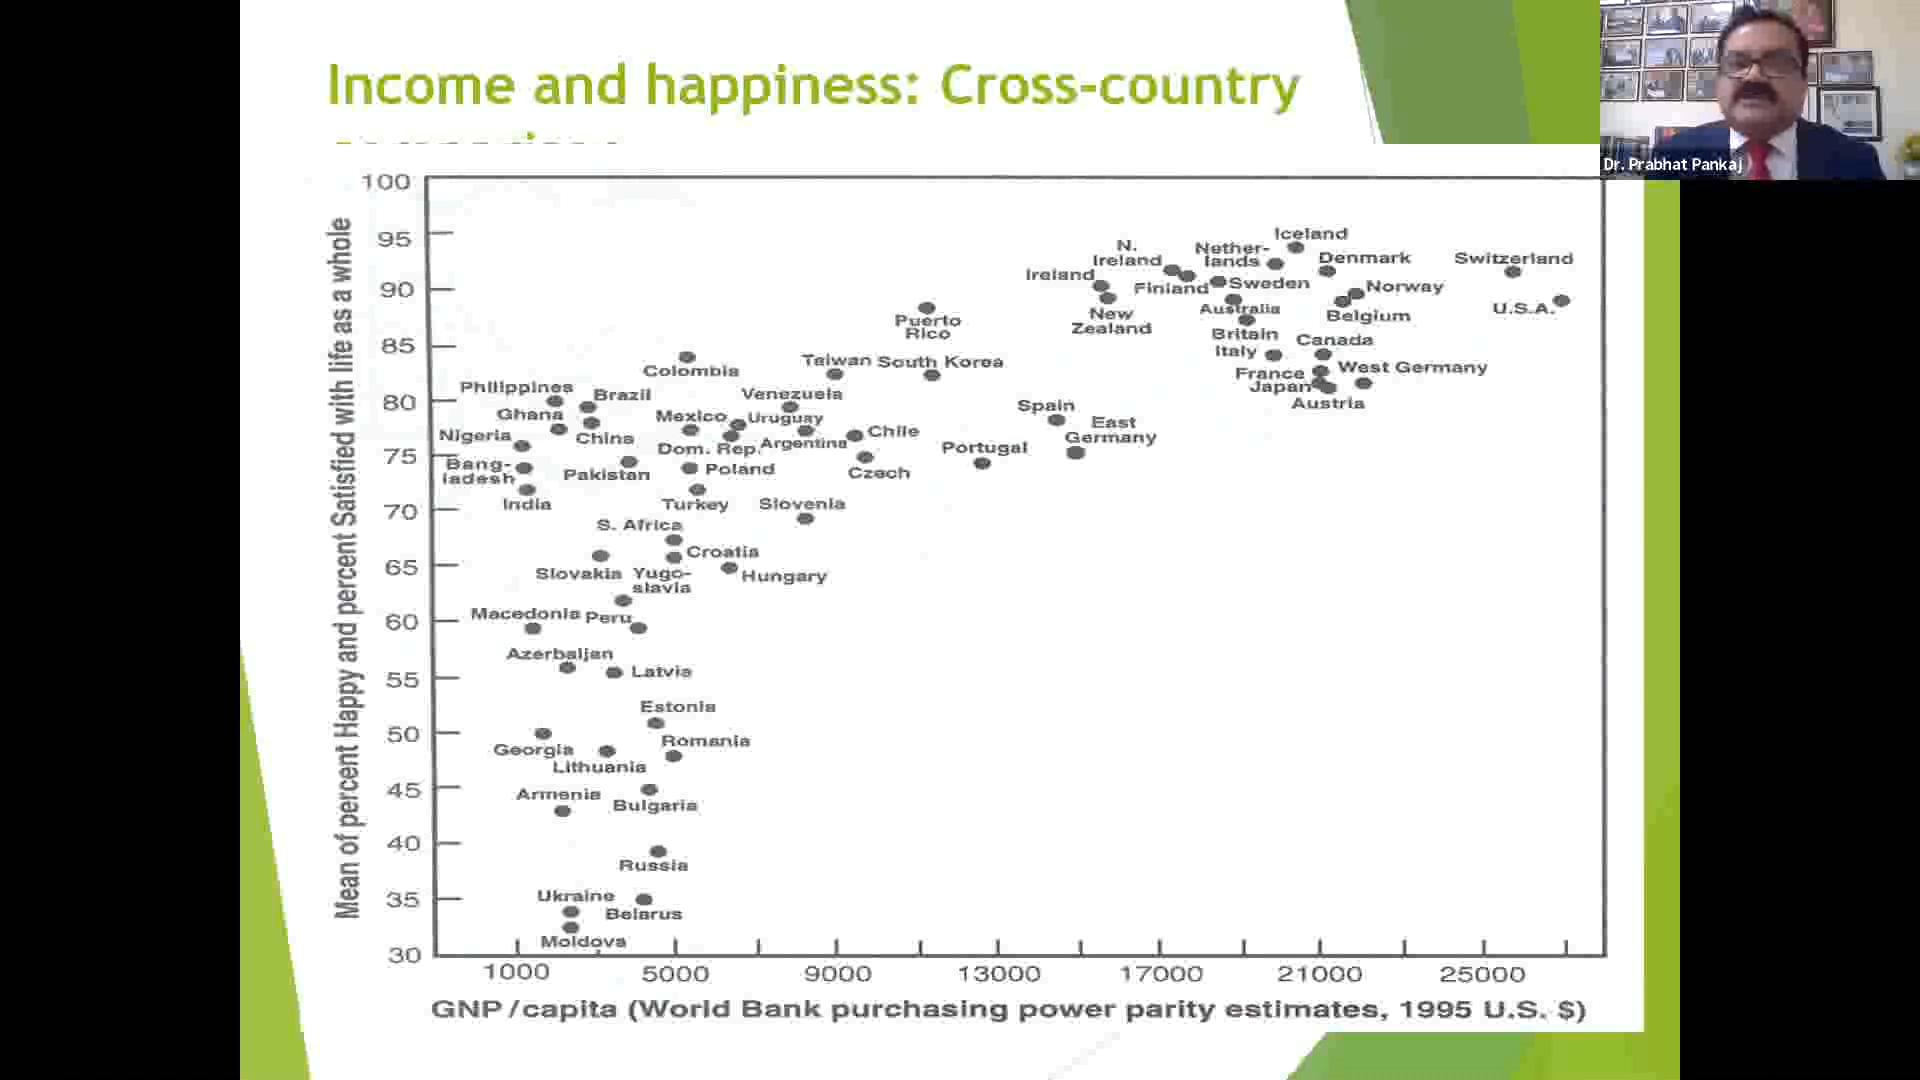 Income and happiness: Cross-country
Dr. Prabhat Pankaj
Mean of percent Happy and percent Satisfied with life as a whole
100
95
90
85
80
75
70
65
60
55
50
45
40
35
30
Iceland
N.
Ireland
Nether-
lands
Denmark
Switzerland
Ireland
Finland
Sweden
Norway
U.S.A.
New
Zealand
Australia
Belgium
Puerto
Rico
Britain
Canada
Italy
Colombia
Taiwan
South Korea
France
West Germany
Japan
Austria
Philippines
Brazil
Venezuela
Ghana
Mexico
Uruguay
Spain
East
Germany
Nigeria
China
Dom. Rep.
Argentina
Chile
Portugal
Bang-
ladesh
Pakistan
Poland
Czech
India
Turkey
Slovenia
S. Africa
Croatia
Slovakia
Yugo-
slavia
Hungary
Macedonia
Peru
Azerbaijan
Latvia
Estonia
Georgia
Romania
Lithuania
Armenia
Bulgaria
Russia
Ukraine
Belarus
Moldova
1000
5000
9000
13000
17000
21000
25000
GNP/capita (World Bank purchasing power parity estimates, 1995 U.S. $)